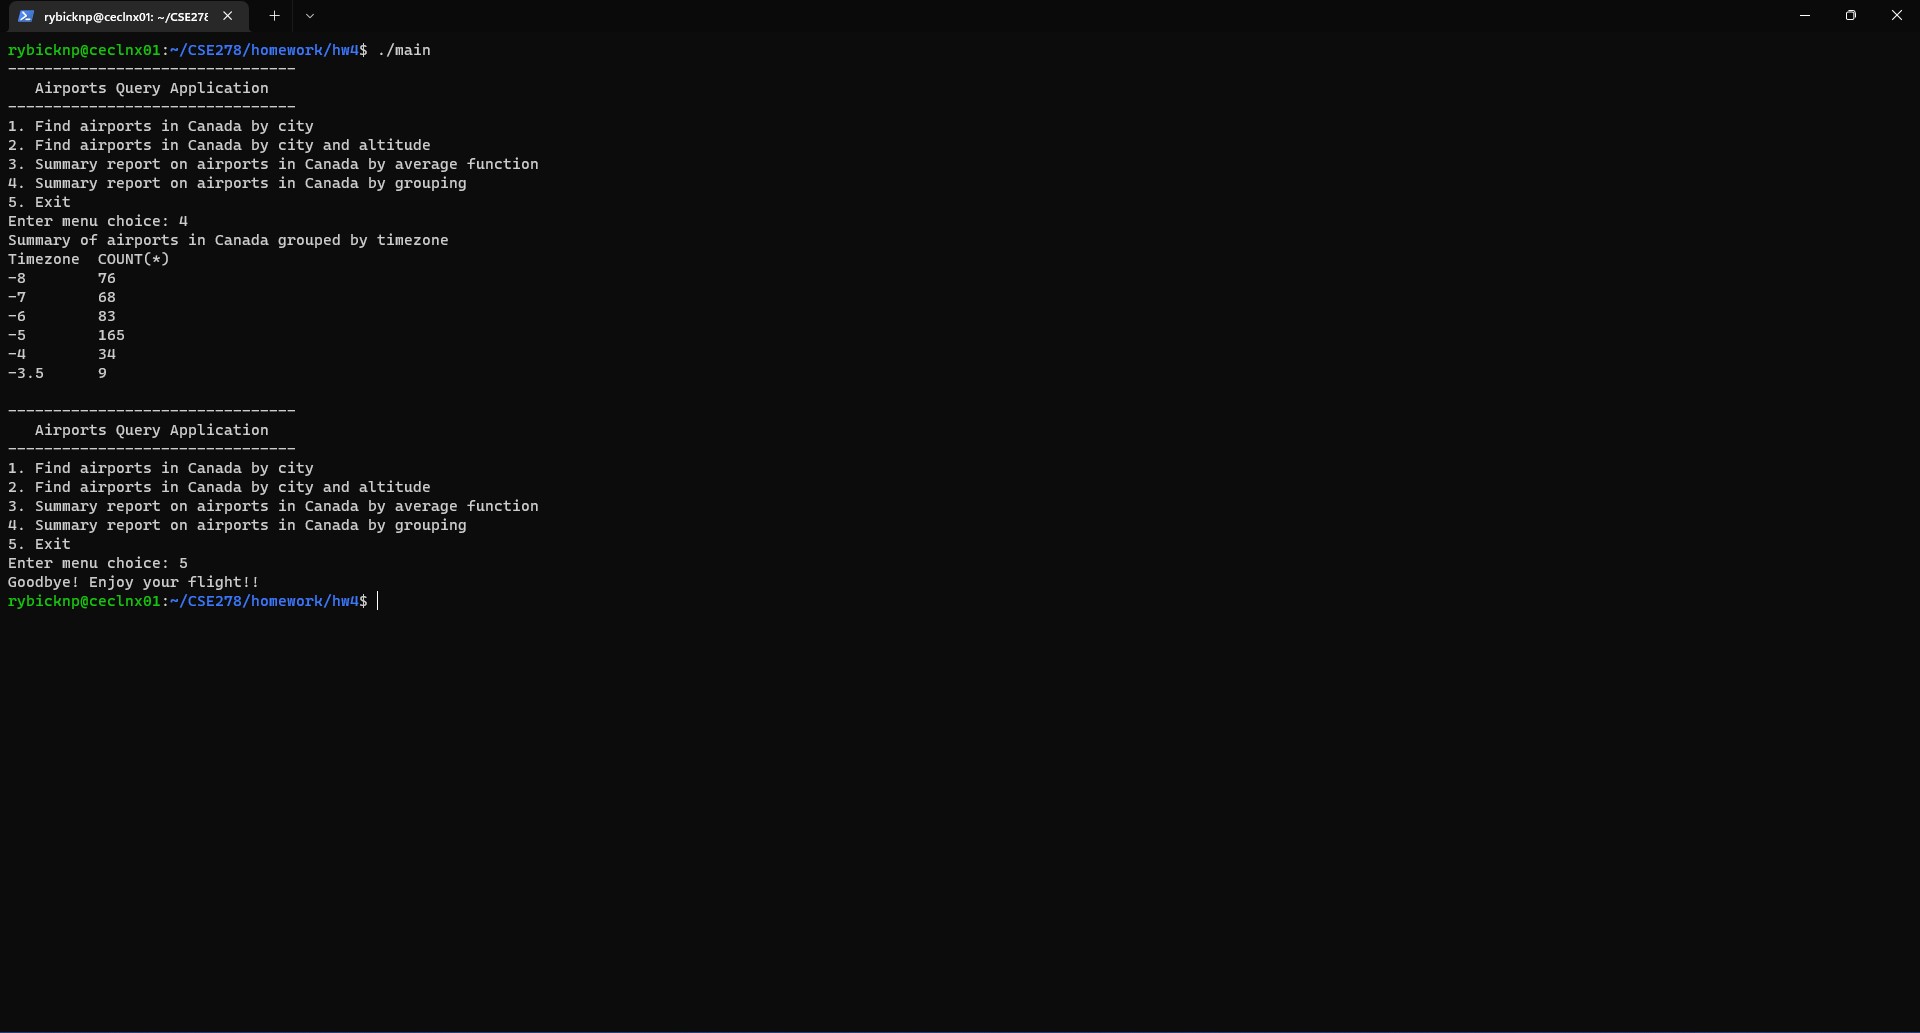 rybicknp@ceclnx01: ~/CSE278
rybicknp@ceclnx01:~/CSE278/homework/hw4$ ./main
--------------------------------
   Airports Query Application
--------------------------------
1. Find airports in Canada by city
2. Find airports in Canada by city and altitude
3. Summary report on airports in Canada by average function
4. Summary report on airports in Canada by grouping
5. Exit
Enter menu choice: 4
Summary of airports in Canada grouped by timezone
Timezone  COUNT(*)
-8        76
-7        68
-6        83
-5        165
-4        34
-3.5      9

--------------------------------
   Airports Query Application
--------------------------------
1. Find airports in Canada by city
2. Find airports in Canada by city and altitude
3. Summary report on airports in Canada by average function
4. Summary report on airports in Canada by grouping
5. Exit
Enter menu choice: 5
Goodbye! Enjoy your flight!!
rybicknp@ceclnx01:~/CSE278/homework/hw4$